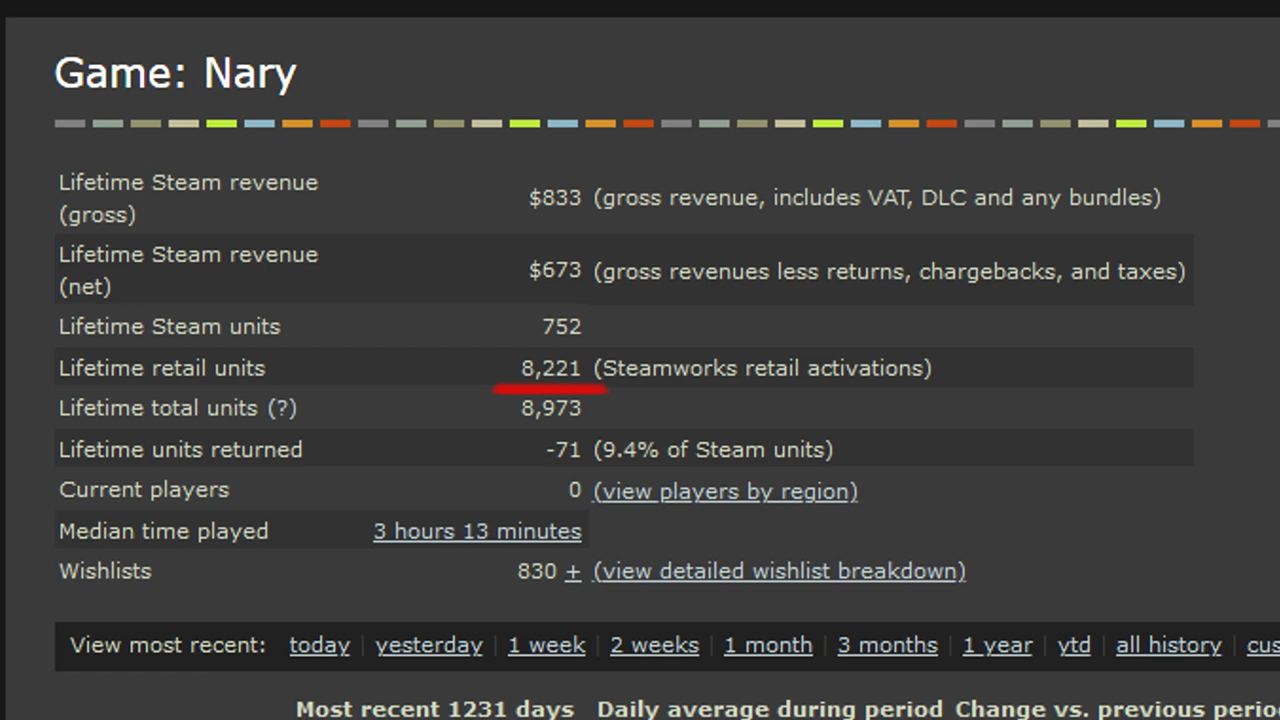 Game: Nary
Lifetime Steam revenue
(gross)
$833 (gross revenue, includes VAT, DLC and any bundles)
Lifetime Steam revenue
(net)
$673 (gross revenues less returns, chargebacks, and taxes)
Lifetime Steam units 752
Lifetime retail units 8,221 (Steamworks retail activations)
Lifetime total units (?) 8,973
Lifetime units returned -71 (9.4% of Steam units)
Current players 0 (view players by region)
Median time played 3 hours 13 minutes
Wishlists 830 + (view detailed wishlist breakdown)
View most recent: today | yesterday | 1 week | 2 weeks | 1 month | 3 months | 1 year | ytd | all history | cus
Most recent 1231 days Daily average during period Change vs. previous perio